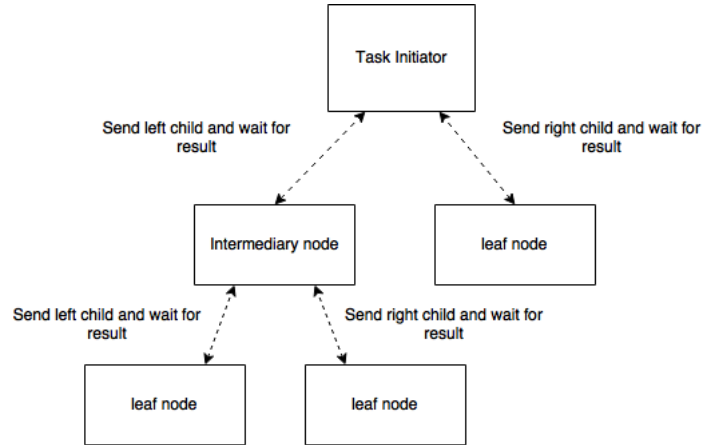 Task Initiator
Send left child and wait for
result
Send right child and wait for
result
Intermediary node
leaf node
Send left child and wait for
result
Send right child and wait for
result
leaf node
leaf node